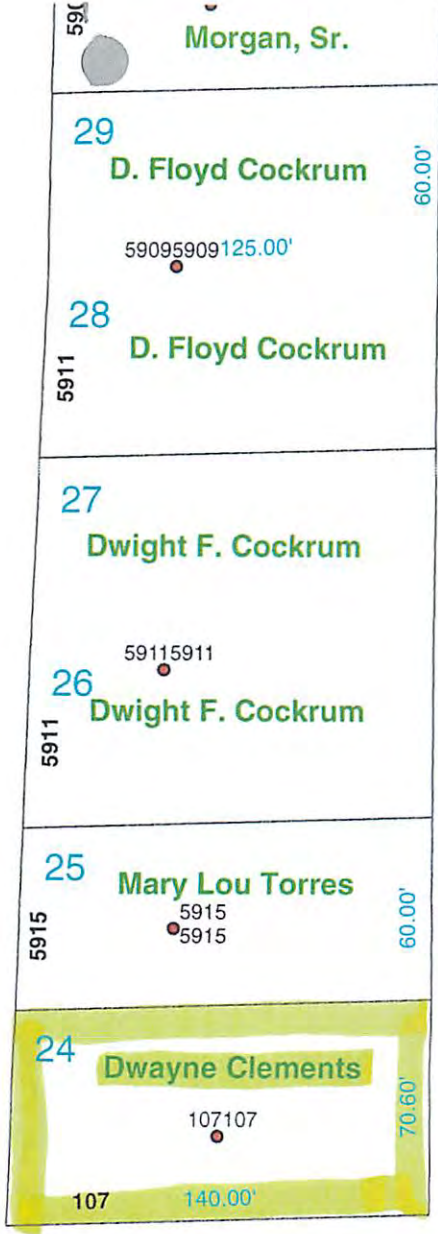 Morgan, Sr.
29
D. Floyd Cockrum
60.00'
59095909 125.00'
28
D. Floyd Cockrum
5911
27
Dwight F. Cockrum
59115911
26
Dwight F. Cockrum
5911
25
Mary Lou Torres
5915
5915
5915
60.00'
24
Dwayne Clements
107107
70.60'
107
140.00'